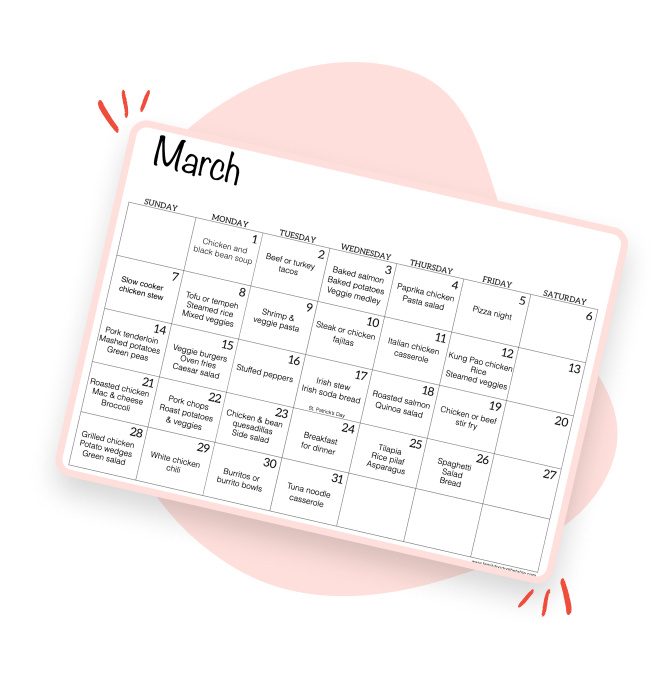 March
SUNDAY
MONDAY
TUESDAY
WEDNESDAY
THURSDAY
FRIDAY
SATURDAY
1
Chicken and
black bean soup
2
Beef or turkey
tacos
3
Baked salmon
Baked potatoes
Veggie medley
4
Paprika chicken
Pasta salad
5
Pizza night
6
7
Slow cooker
chicken stew
8
Tofu or tempeh
Steamed rice
Mixed veggies
9
Shrimp &
veggie pasta
10
Steak or chicken
fajitas
11
Italian chicken
casserole
12
Kung Pao chicken
Rice
Steamed veggies
13
14
Pork tenderloin
Mashed potatoes
Green peas
15
Veggie burgers
Oven fries
Caesar salad
16
Stuffed peppers
17
Irish stew
Irish soda bread
St. Patrick's Day
18
Roasted salmon
Quinoa salad
19
Chicken or beef
stir fry
20
21
Roasted chicken
Mac & cheese
Broccoli
22
Pork chops
Roast potatoes
& veggies
23
Chicken & bean
quesadillas
Side salad
24
Breakfast
for dinner
25
Tilapia
Rice pilaf
Asparagus
26
Spaghetti
Salad
Bread
27
28
Grilled chicken
Potato wedges
Green salad
29
White chicken
chili
30
Burritos or
burrito bowls
31
Tuna noodle
casserole